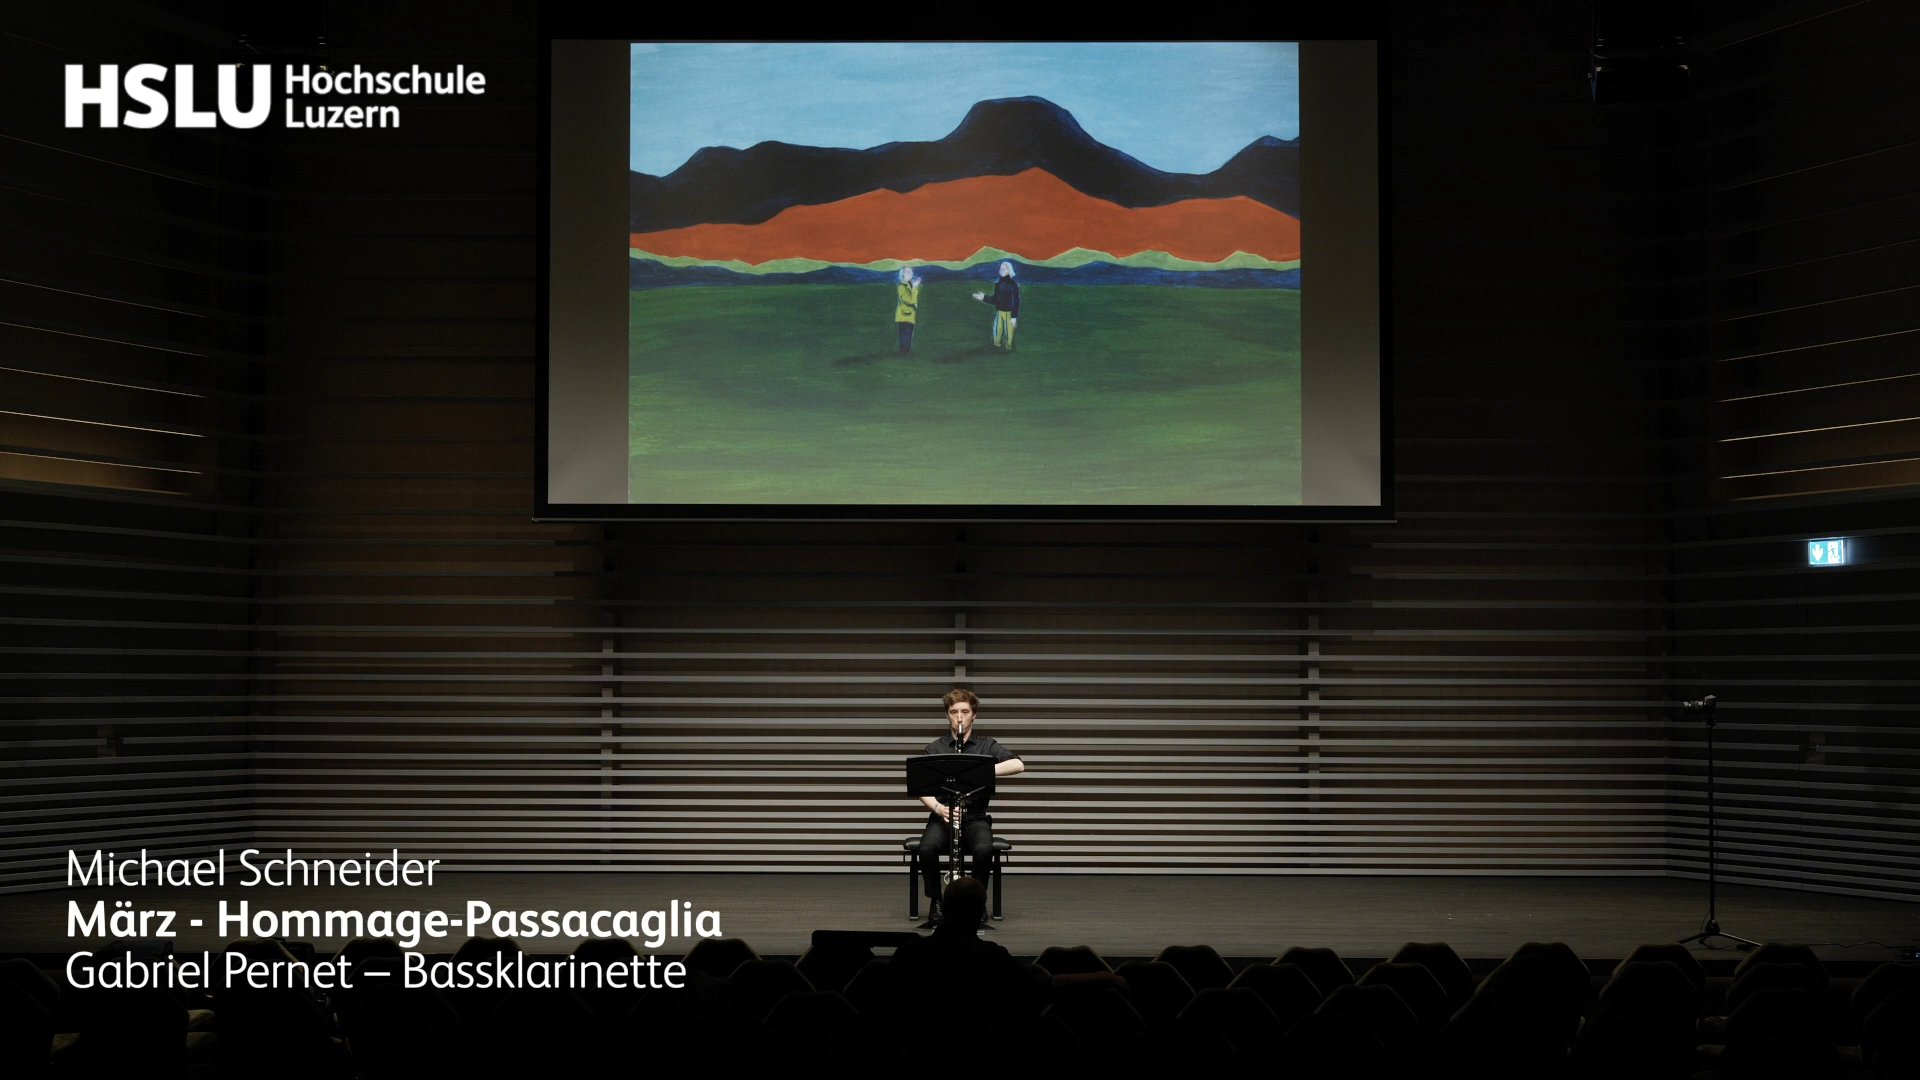 HSLU Hochschule
Luzern
Michael Schneider
März - Hommage-Passacaglia
Gabriel Pernet – Bassklarinette